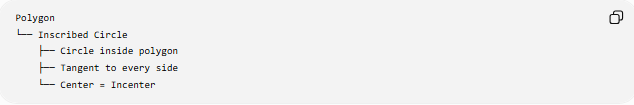 Polygon
└── Inscribed Circle
    ├── Circle inside polygon
    ├── Tangent to every side
    └── Center = Incenter